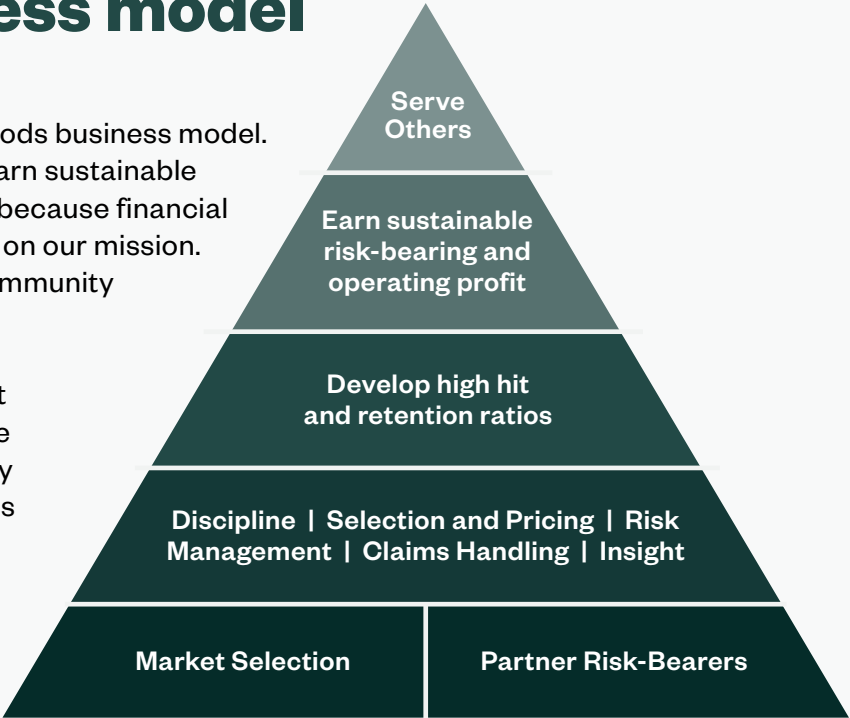 ess model
ods business model.
arn sustainable
because financial
on our mission.
mmunity
t
e
y
s
Serve
Others
Earn sustainable
risk-bearing and
operating profit
Develop high hit
and retention ratios
Discipline | Selection and Pricing | Risk
Management | Claims Handling | Insight
Market Selection
Partner Risk-Bearers